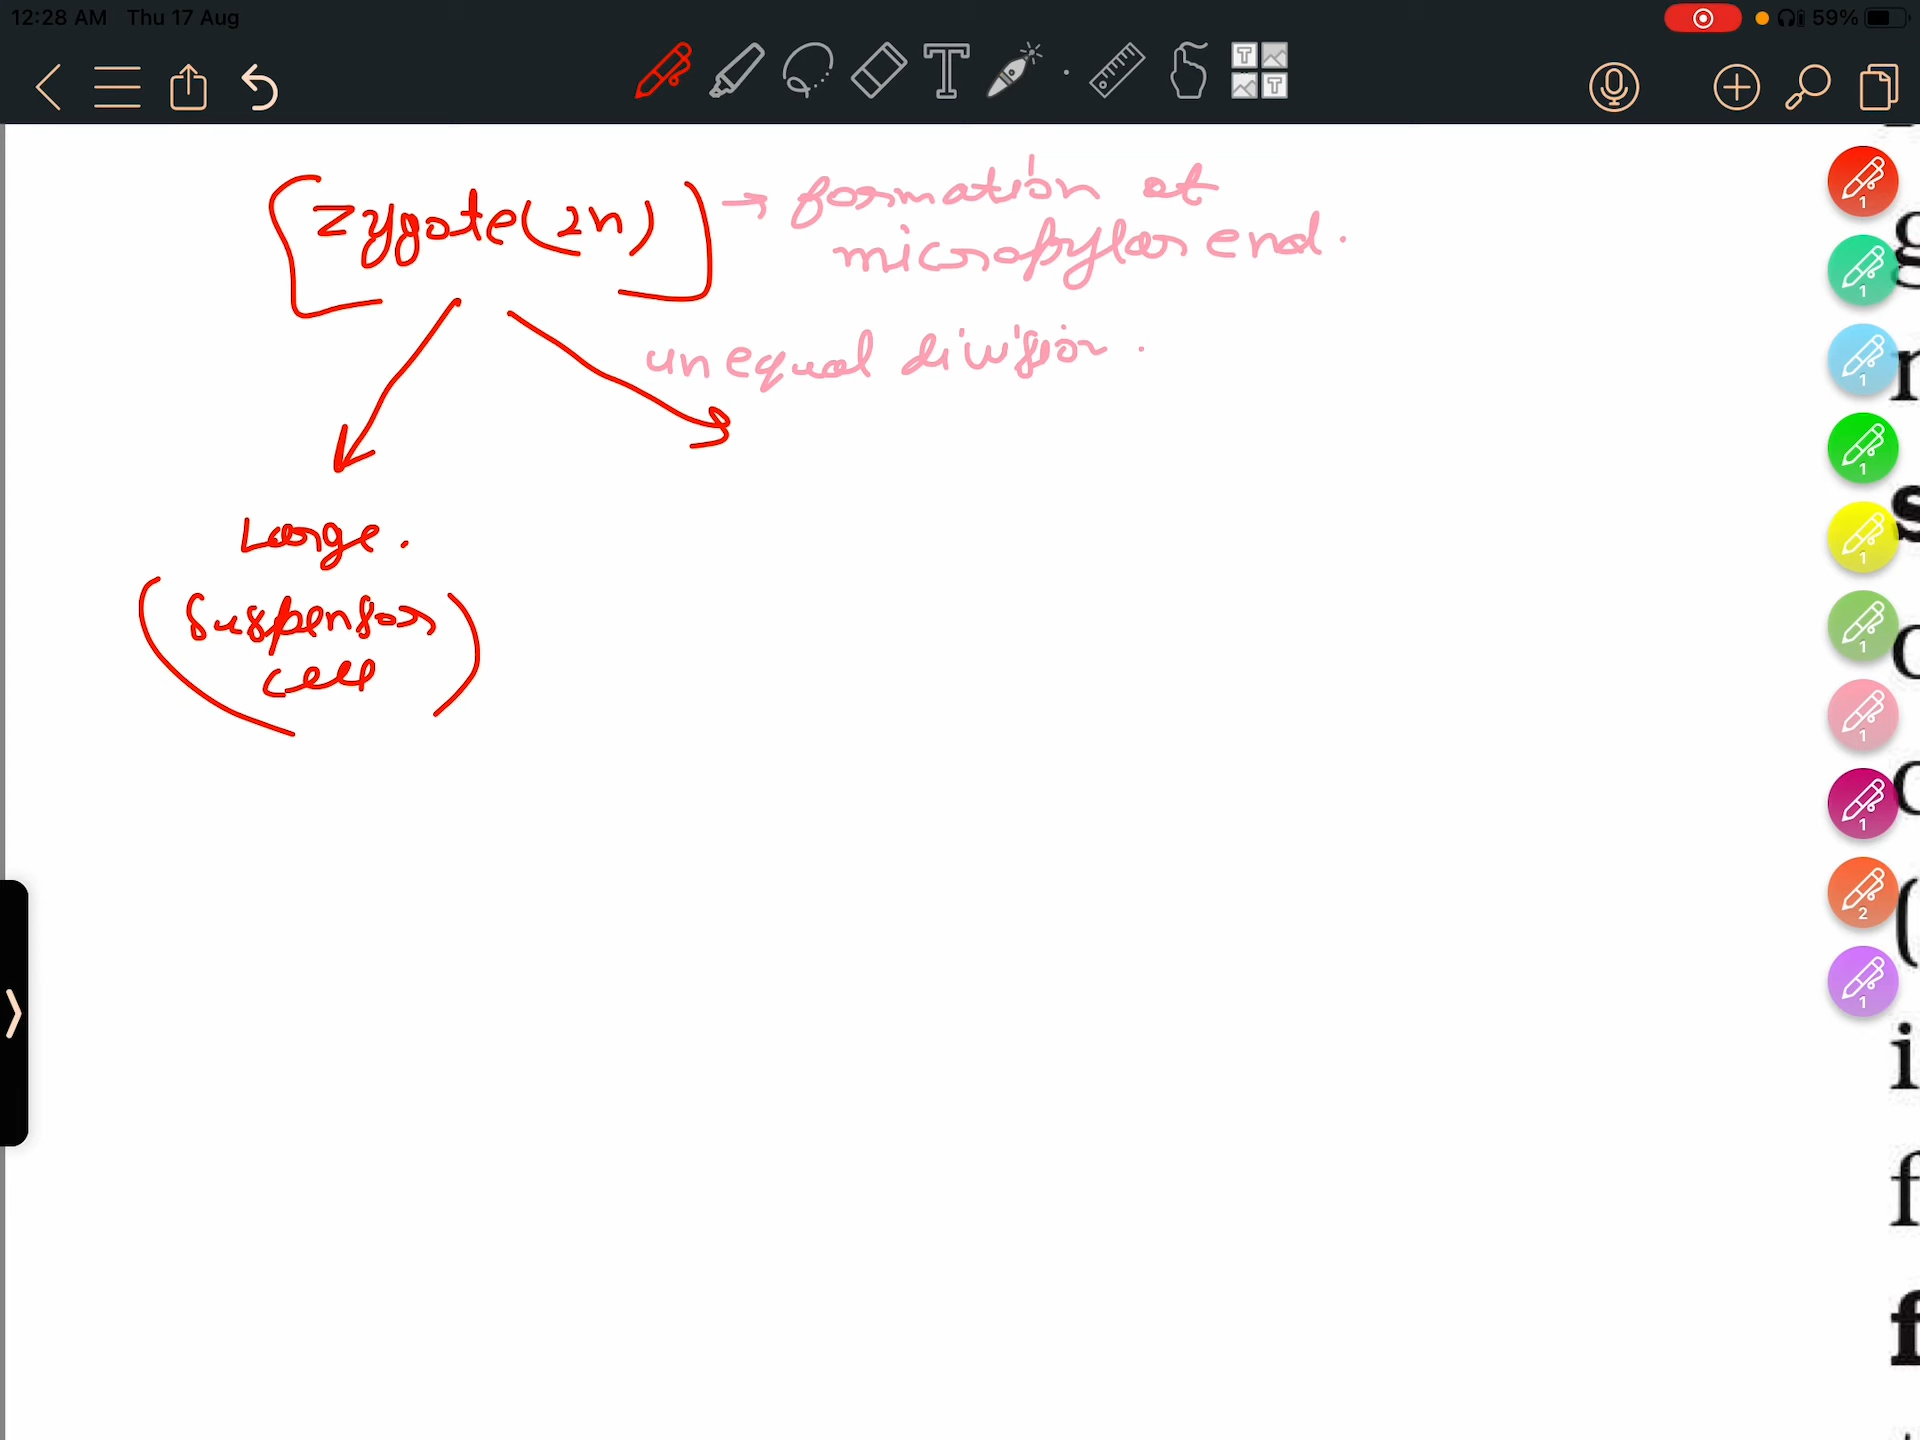 12:28 AM Thu 17 Aug
59%
Zygote(2n) → formation at
micropylar end.
unequal division.
Large.
(Suspensor
cell)